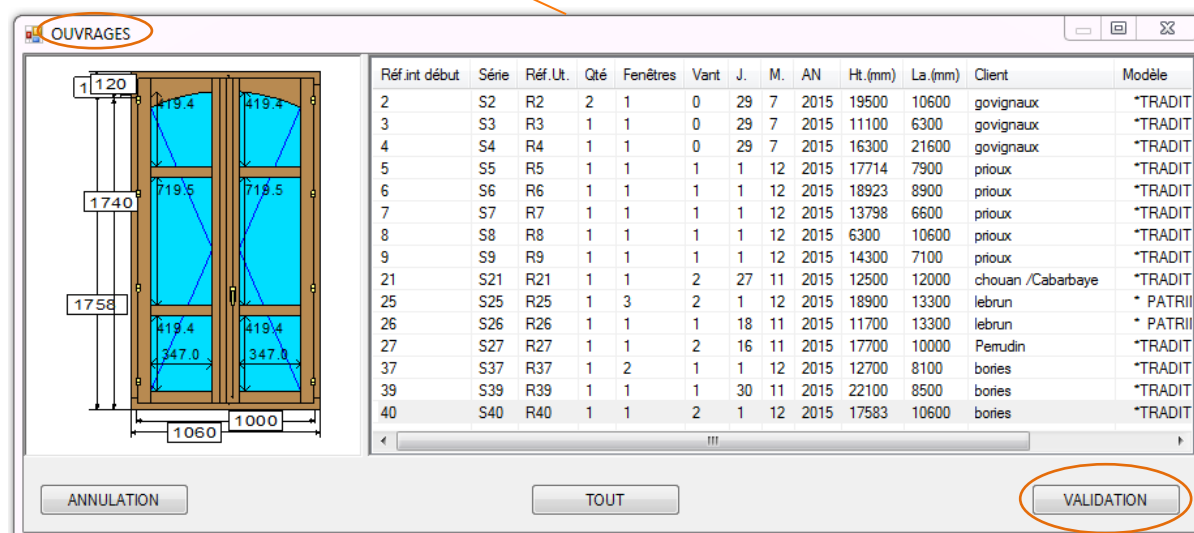 OUVRAGES
120
419.4 419.4
719.5 719.5
1740
1758
419.4 419.4
347.0 347.0
1000
1060
Réf.int début Série Réf.Ut. Qté Fenêtres Vant J. M. AN Ht.(mm) La.(mm) Client Modèle
2 S2 R2 2 1 0 29 7 2015 19500 10600 govignaux *TRADIT
3 S3 R3 1 1 0 29 7 2015 11100 6300 govignaux *TRADIT
4 S4 R4 1 1 0 29 7 2015 16300 21600 govignaux *TRADIT
5 S5 R5 1 1 1 1 12 2015 17714 7900 prioux *TRADIT
6 S6 R6 1 1 1 1 12 2015 18923 8900 prioux *TRADIT
7 S7 R7 1 1 1 1 12 2015 13798 6600 prioux *TRADIT
8 S8 R8 1 1 1 1 12 2015 6300 10600 prioux *TRADIT
9 S9 R9 1 1 1 1 12 2015 14300 7100 prioux *TRADIT
21 S21 R21 1 1 2 27 11 2015 12500 12000 chouan /Cabarbaye *TRADIT
25 S25 R25 1 3 2 1 12 2015 18900 13300 lebrun * PATRII
26 S26 R26 1 1 1 18 11 2015 11700 13300 lebrun * PATRII
27 S27 R27 1 1 2 16 11 2015 17700 10000 Perrudin *TRADIT
37 S37 R37 1 2 1 1 12 2015 12700 8100 bories *TRADIT
39 S39 R39 1 1 1 30 11 2015 22100 8500 bories *TRADIT
40 S40 R40 1 1 2 1 12 2015 17583 10600 bories *TRADIT
ANNULATION TOUT VALIDATION